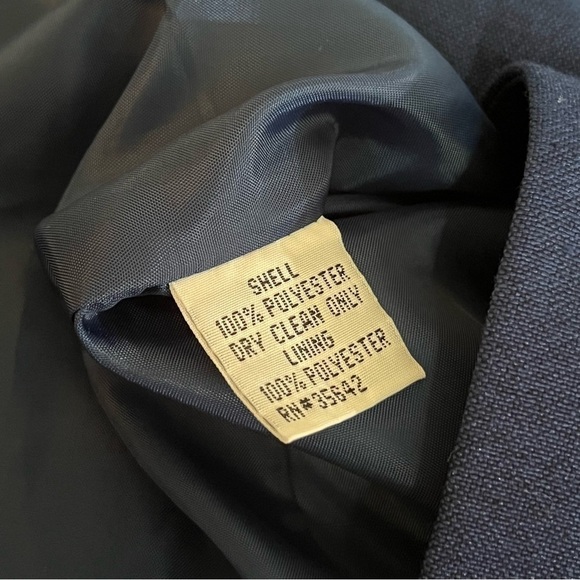 SHELL
100% POLYESTER
DRY CLEAN ONLY
LINING
100% POLYESTER
RN#35642